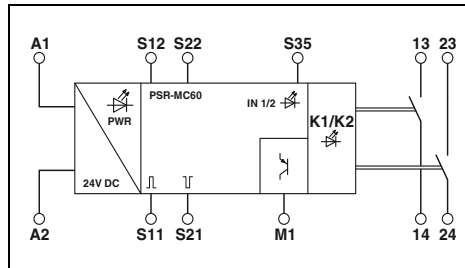 A1 S12 S22 S35 13 23
PSR-MC60
IN 1/2
PWR
K1/K2
24V DC
A2 S11 S21 M1 14 24